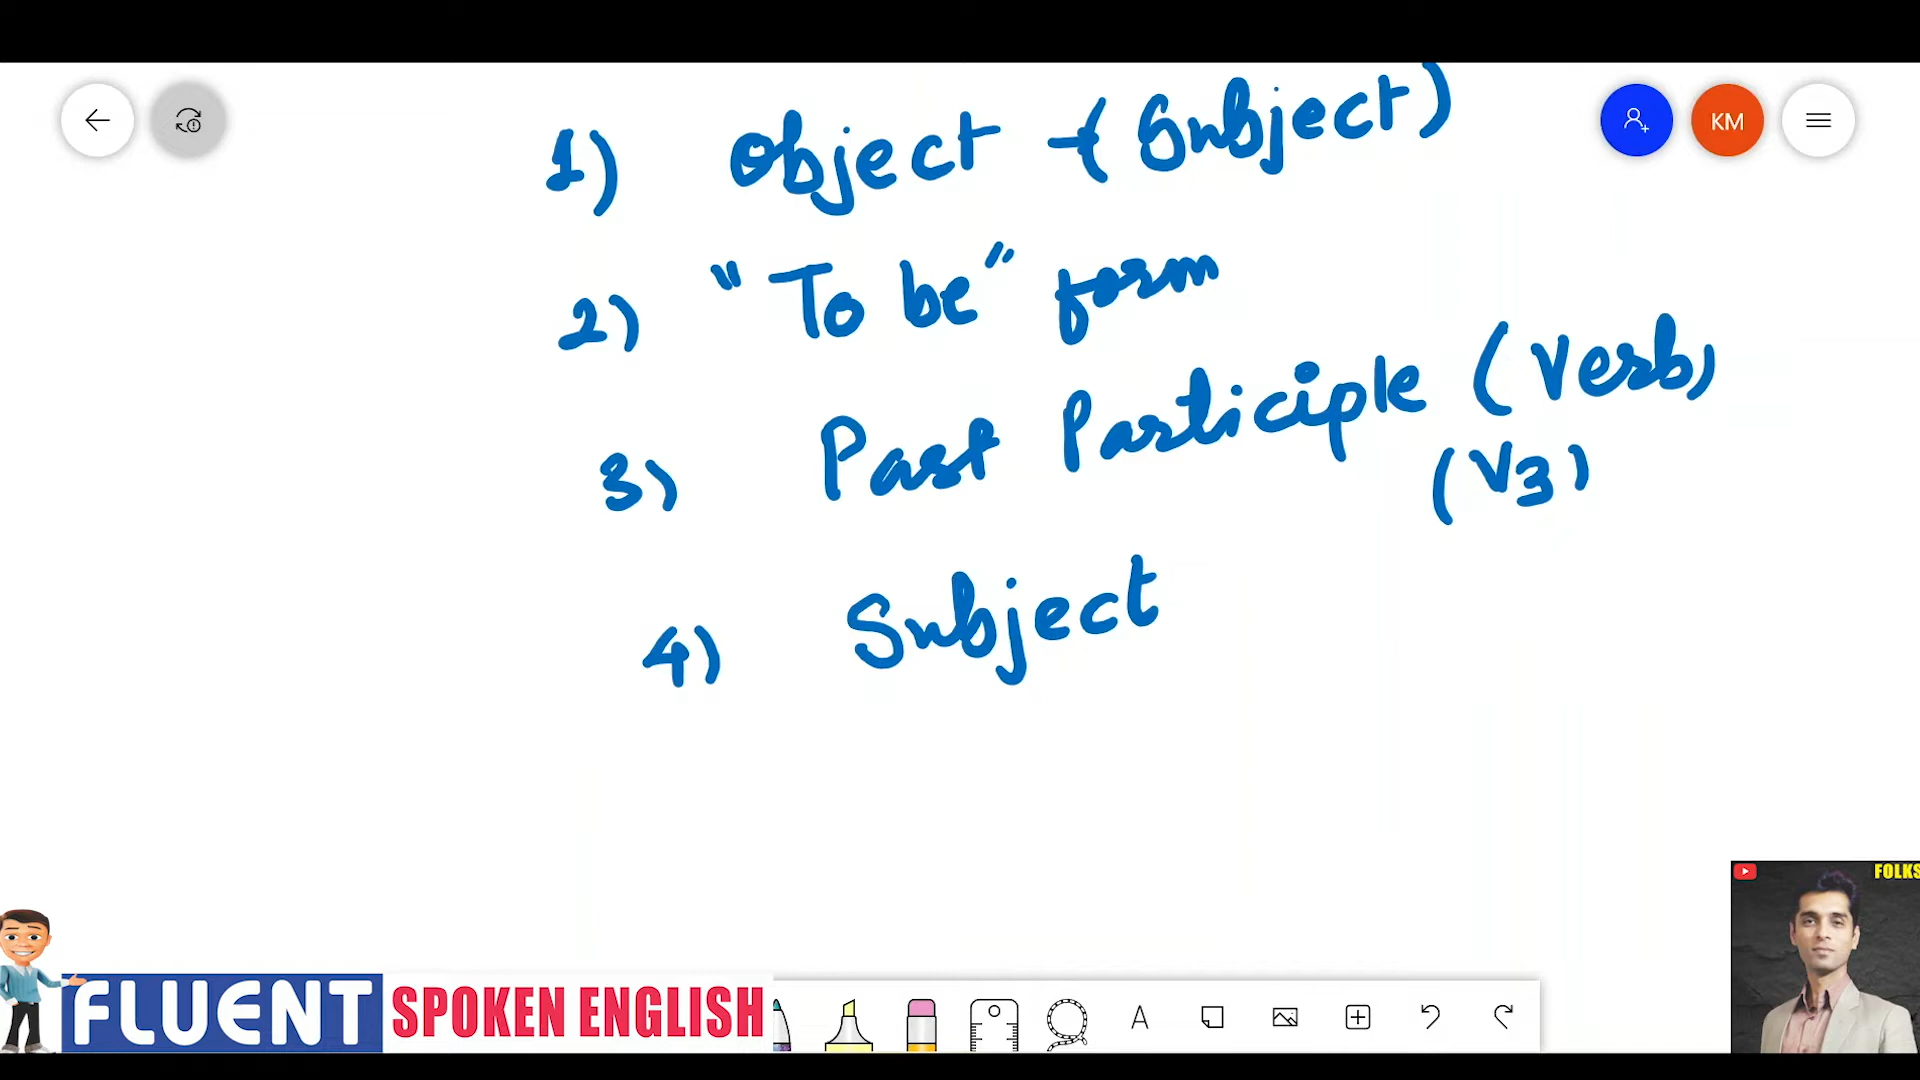 1) Object - (Subject)
KM
2) "To be" form
3) Past Participle (Verb)
(V3)
4) Subject
FOLKS
FLUENT SPOKEN ENGLISH
A